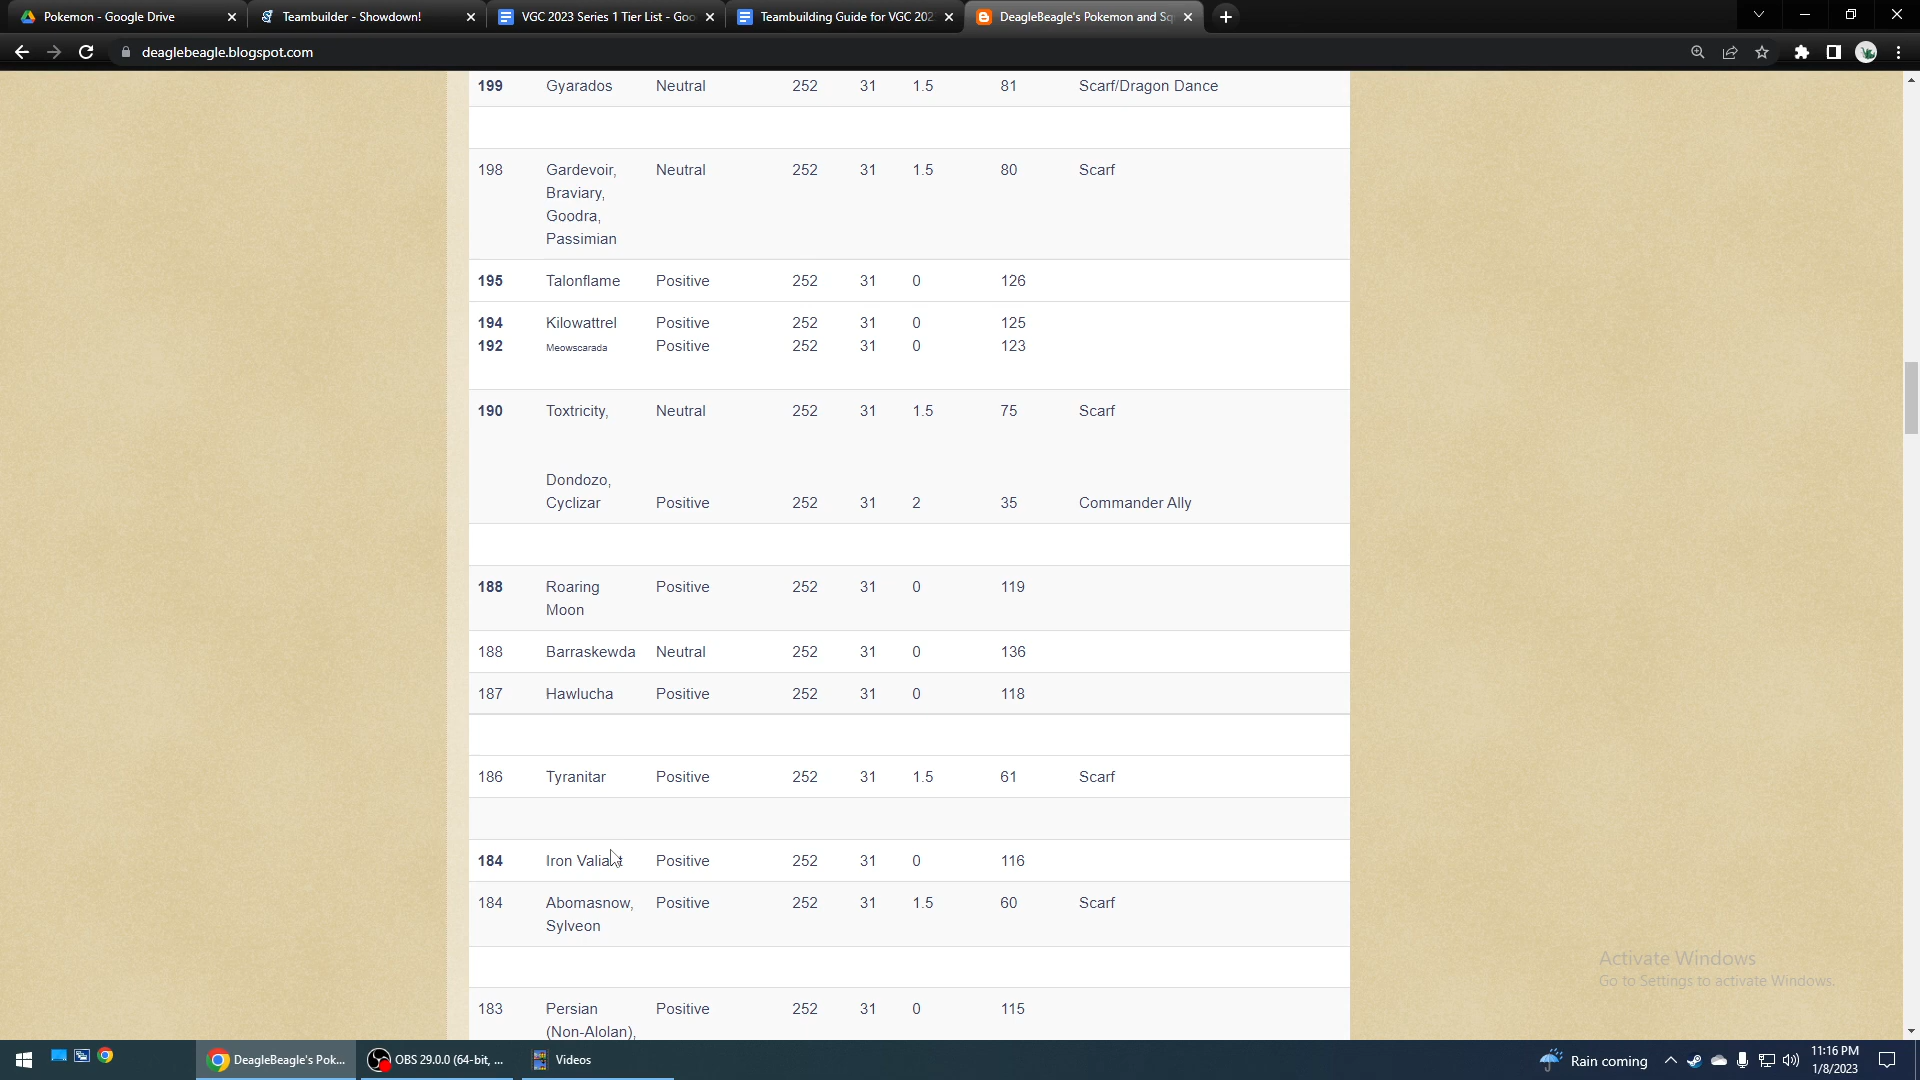 Pokemon - Google Drive
Teambuilder - Showdown!
VGC 2023 Series 1 Tier List - Goo
Teambuilding Guide for VGC 202
DeagleBeagle's Pokemon and Sq
deaglebeagle.blogspot.com
199 Gyarados Neutral 252 31 1.5 81 Scarf/Dragon Dance
198 Gardevoir, Neutral 252 31 1.5 80 Scarf
Braviary,
Goodra,
Passimian
195 Talonflame Positive 252 31 0 126
194 Kilowattrel Positive 252 31 0 125
192 Meowscarada Positive 252 31 0 123
190 Toxtricity, Neutral 252 31 1.5 75 Scarf
Dondozo,
Cyclizar Positive 252 31 2 35 Commander Ally
188 Roaring Positive 252 31 0 119
Moon
188 Barraskewda Neutral 252 31 0 136
187 Hawlucha Positive 252 31 0 118
186 Tyranitar Positive 252 31 1.5 61 Scarf
184 Iron Valiant Positive 252 31 0 116
184 Abomasnow, Positive 252 31 1.5 60 Scarf
Sylveon
Activate Windows
Go to Settings to activate Windows.
183 Persian Positive 252 31 0 115
(Non-Alolan),
DeagleBeagle's Pok...
OBS 29.0.0 (64-bit, ...
Videos
Rain coming
11:16 PM
1/8/2023